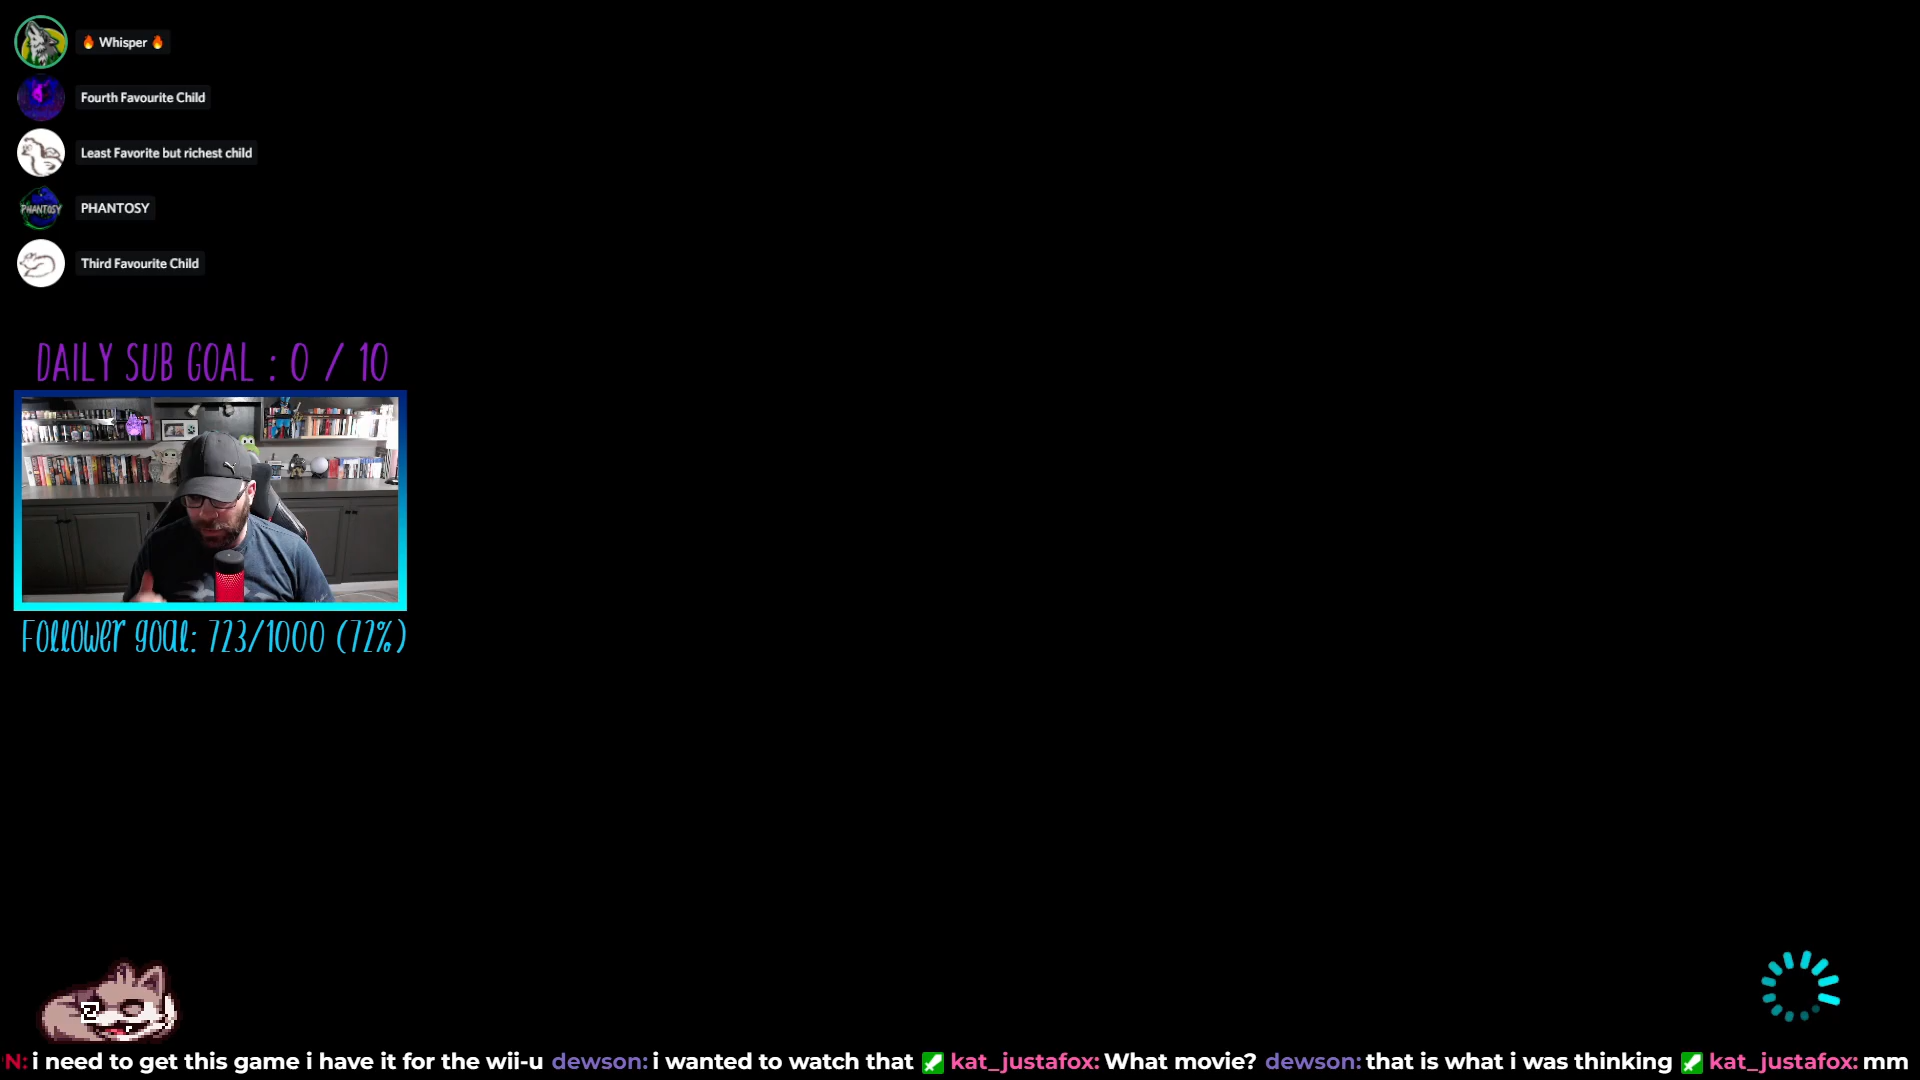 🔥 Whisper 🔥
Fourth Favourite Child
Least Favorite but richest child
PHANTOSY
PHANTOSY
Third Favourite Child
DAILY SUB GOAL : 0 / 10
Follower goal: 723/1000 (72%)
Z
N: i need to get this game i have it for the wii-u dewson: i wanted to watch that kat_justafox: What movie? dewson: that is what i was thinking kat_justafox: mm